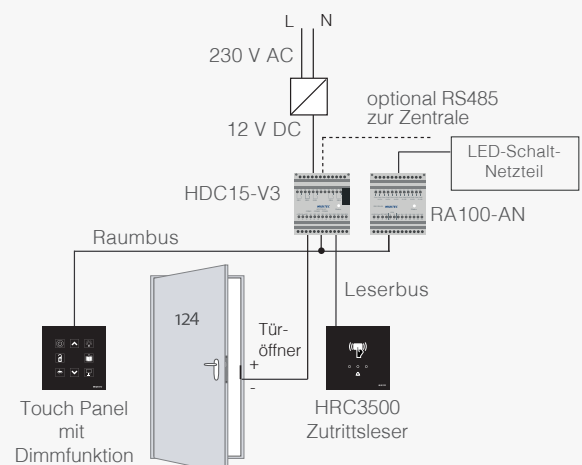 L N
230 V AC
12 V DC
optional RS485
zur Zentrale
LED-Schalt-
Netzteil
HDC15-V3
RA100-AN
Raumbus
Leserbus
124
Tür-
öffner
+
-
Touch Panel
mit
Dimmfunktion
HRC3500
Zutrittsleser